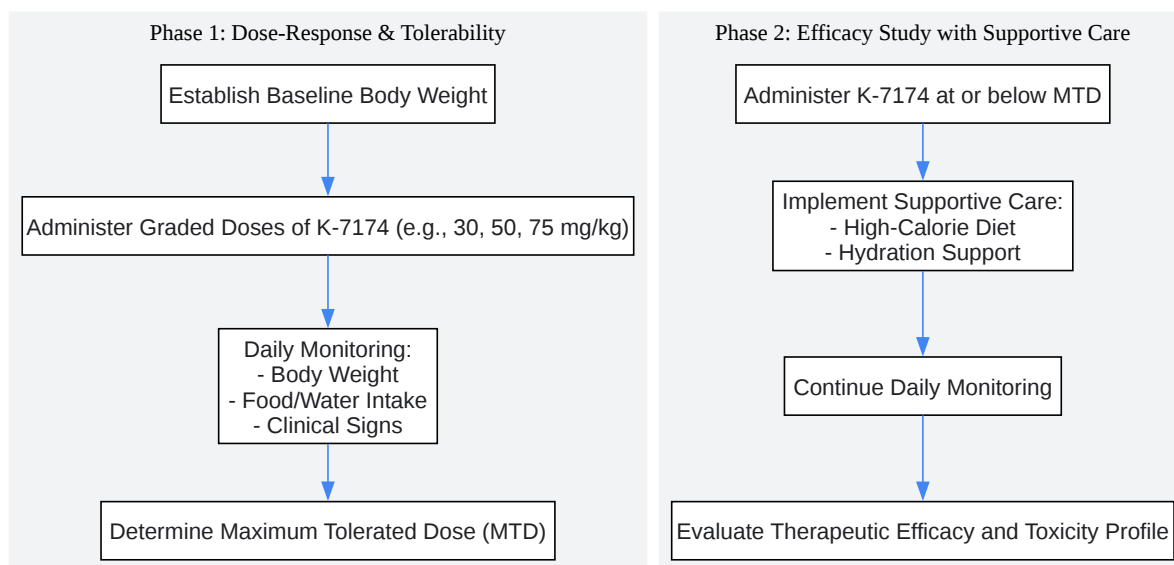 Phase 1: Dose-Response & Tolerability
Establish Baseline Body Weight
Administer Graded Doses of K-7174 (e.g., 30, 50, 75 mg/kg)
Daily Monitoring:
- Body Weight
- Food/Water Intake
- Clinical Signs
Determine Maximum Tolerated Dose (MTD)
Phase 2: Efficacy Study with Supportive Care
Administer K-7174 at or below MTD
Implement Supportive Care:
- High-Calorie Diet
- Hydration Support
Continue Daily Monitoring
Evaluate Therapeutic Efficacy and Toxicity Profile